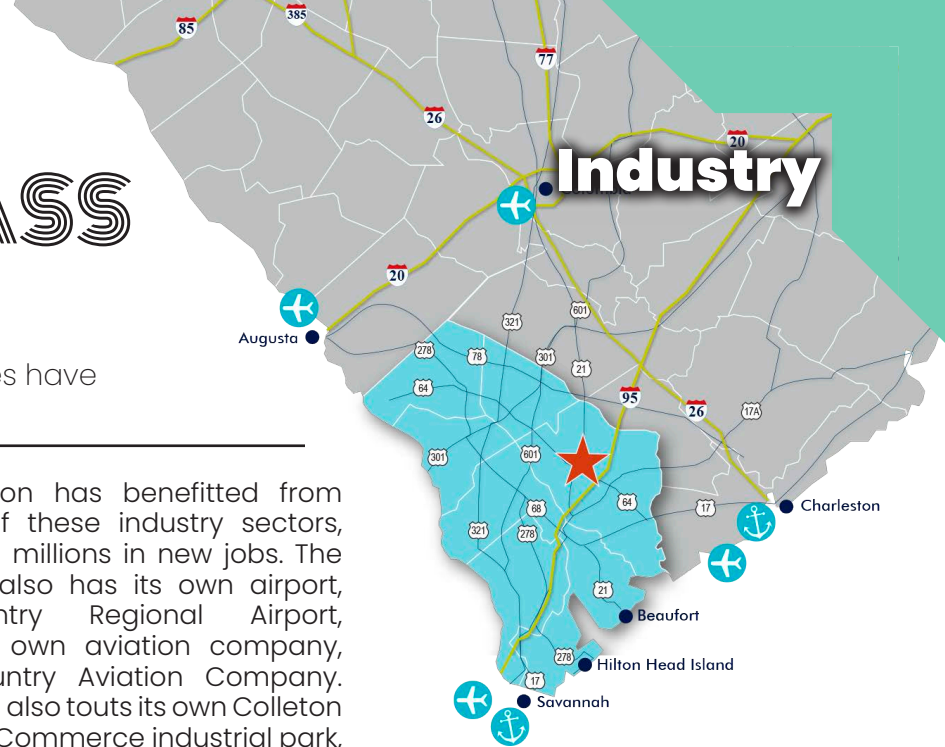 85
385
77
26
20
Industry
ASS
20
Augusta
321
601
278
78
301
21
es have
64
95
26
17A
301
601
on has benefitted from
f these industry sectors,
millions in new jobs. The
also has its own airport,
ntry Regional Airport,
own aviation company,
untry Aviation Company.
also touts its own Colleton
Commerce industrial park,
68
64
17
Charleston
321
278
21
Beaufort
278
Hilton Head Island
17
Savannah